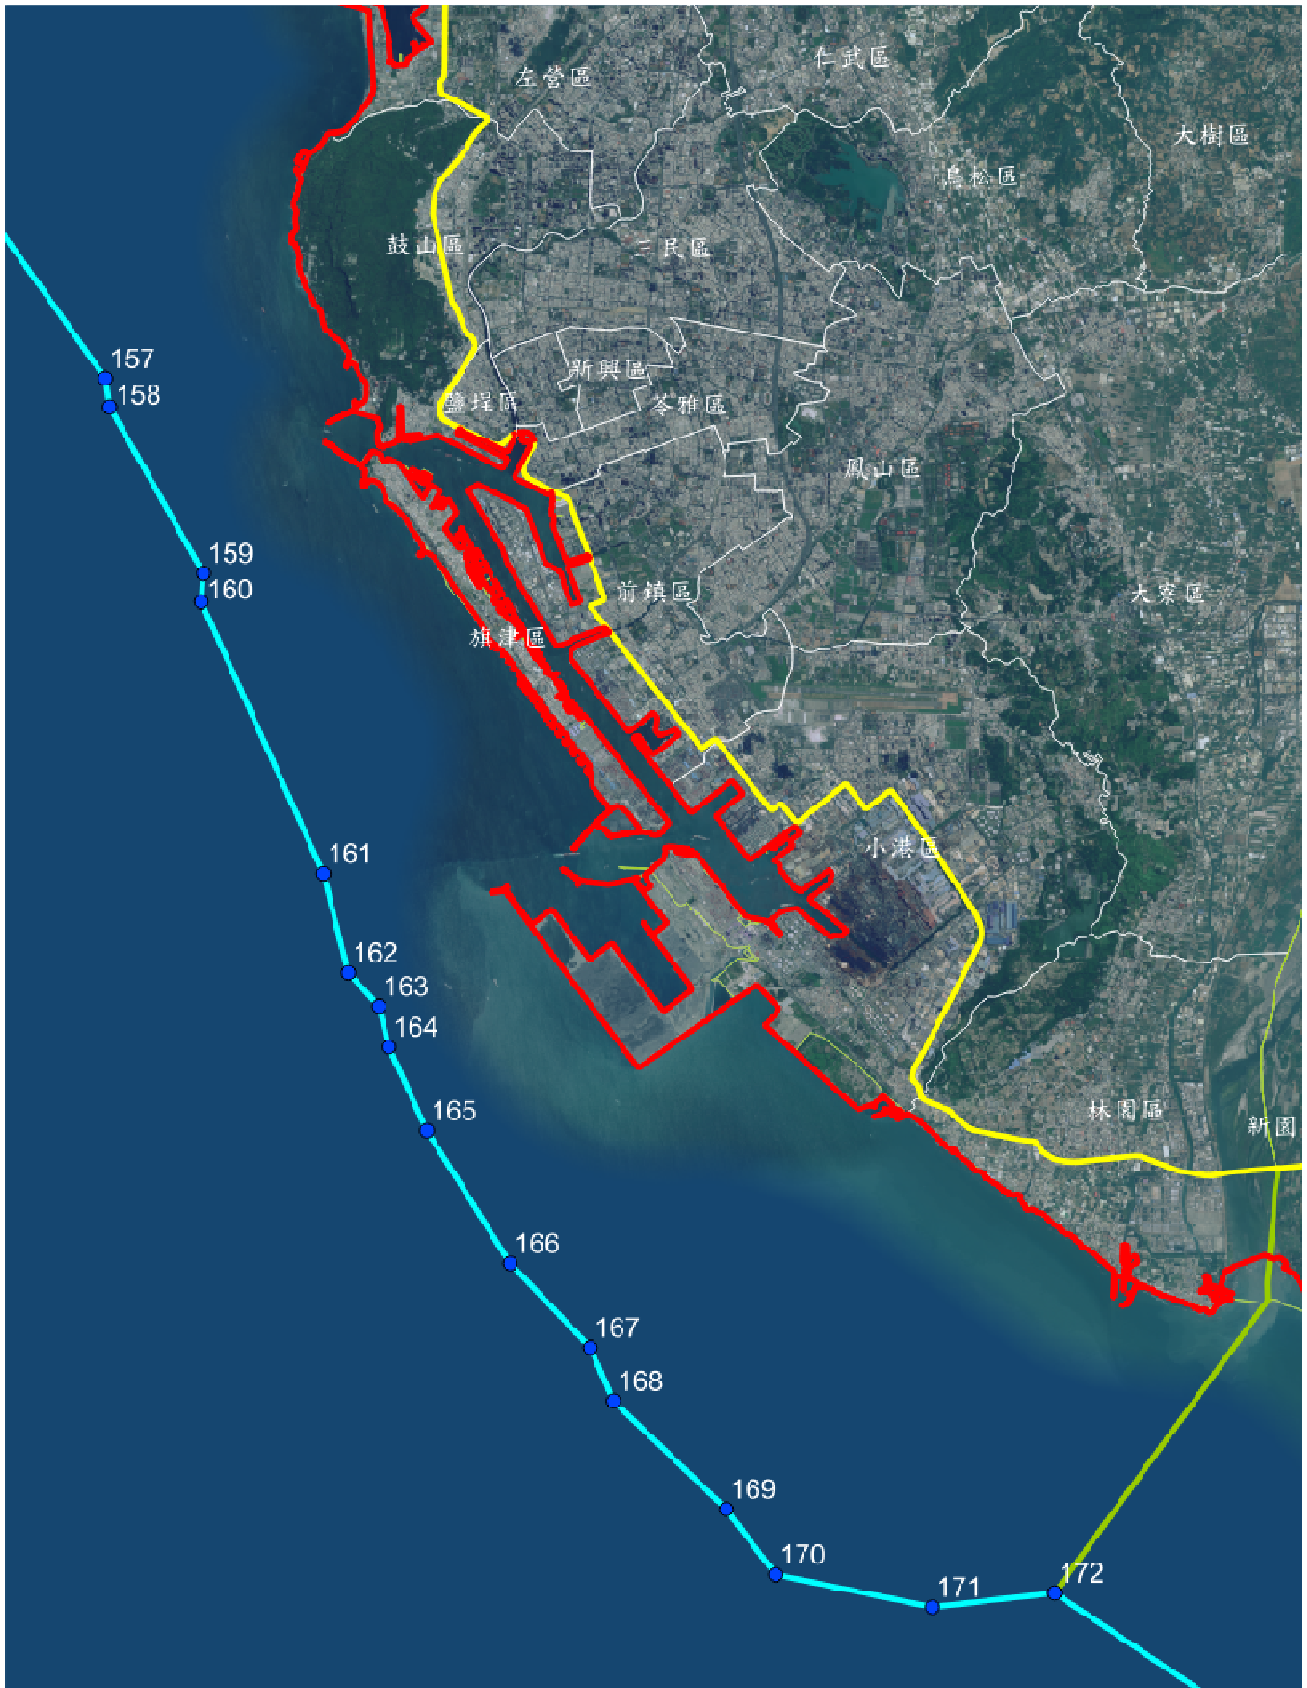 仁武區
左營區
大樹區
鳥松區
鼓山區
三民區
157
新興區
158
鹽埕區
苓雅區
鳳山區
159
160
前鎮區
大寮區
旗津區
161
小港區
162
163
164
165
林園區
新園
166
167
168
169
170
171
172